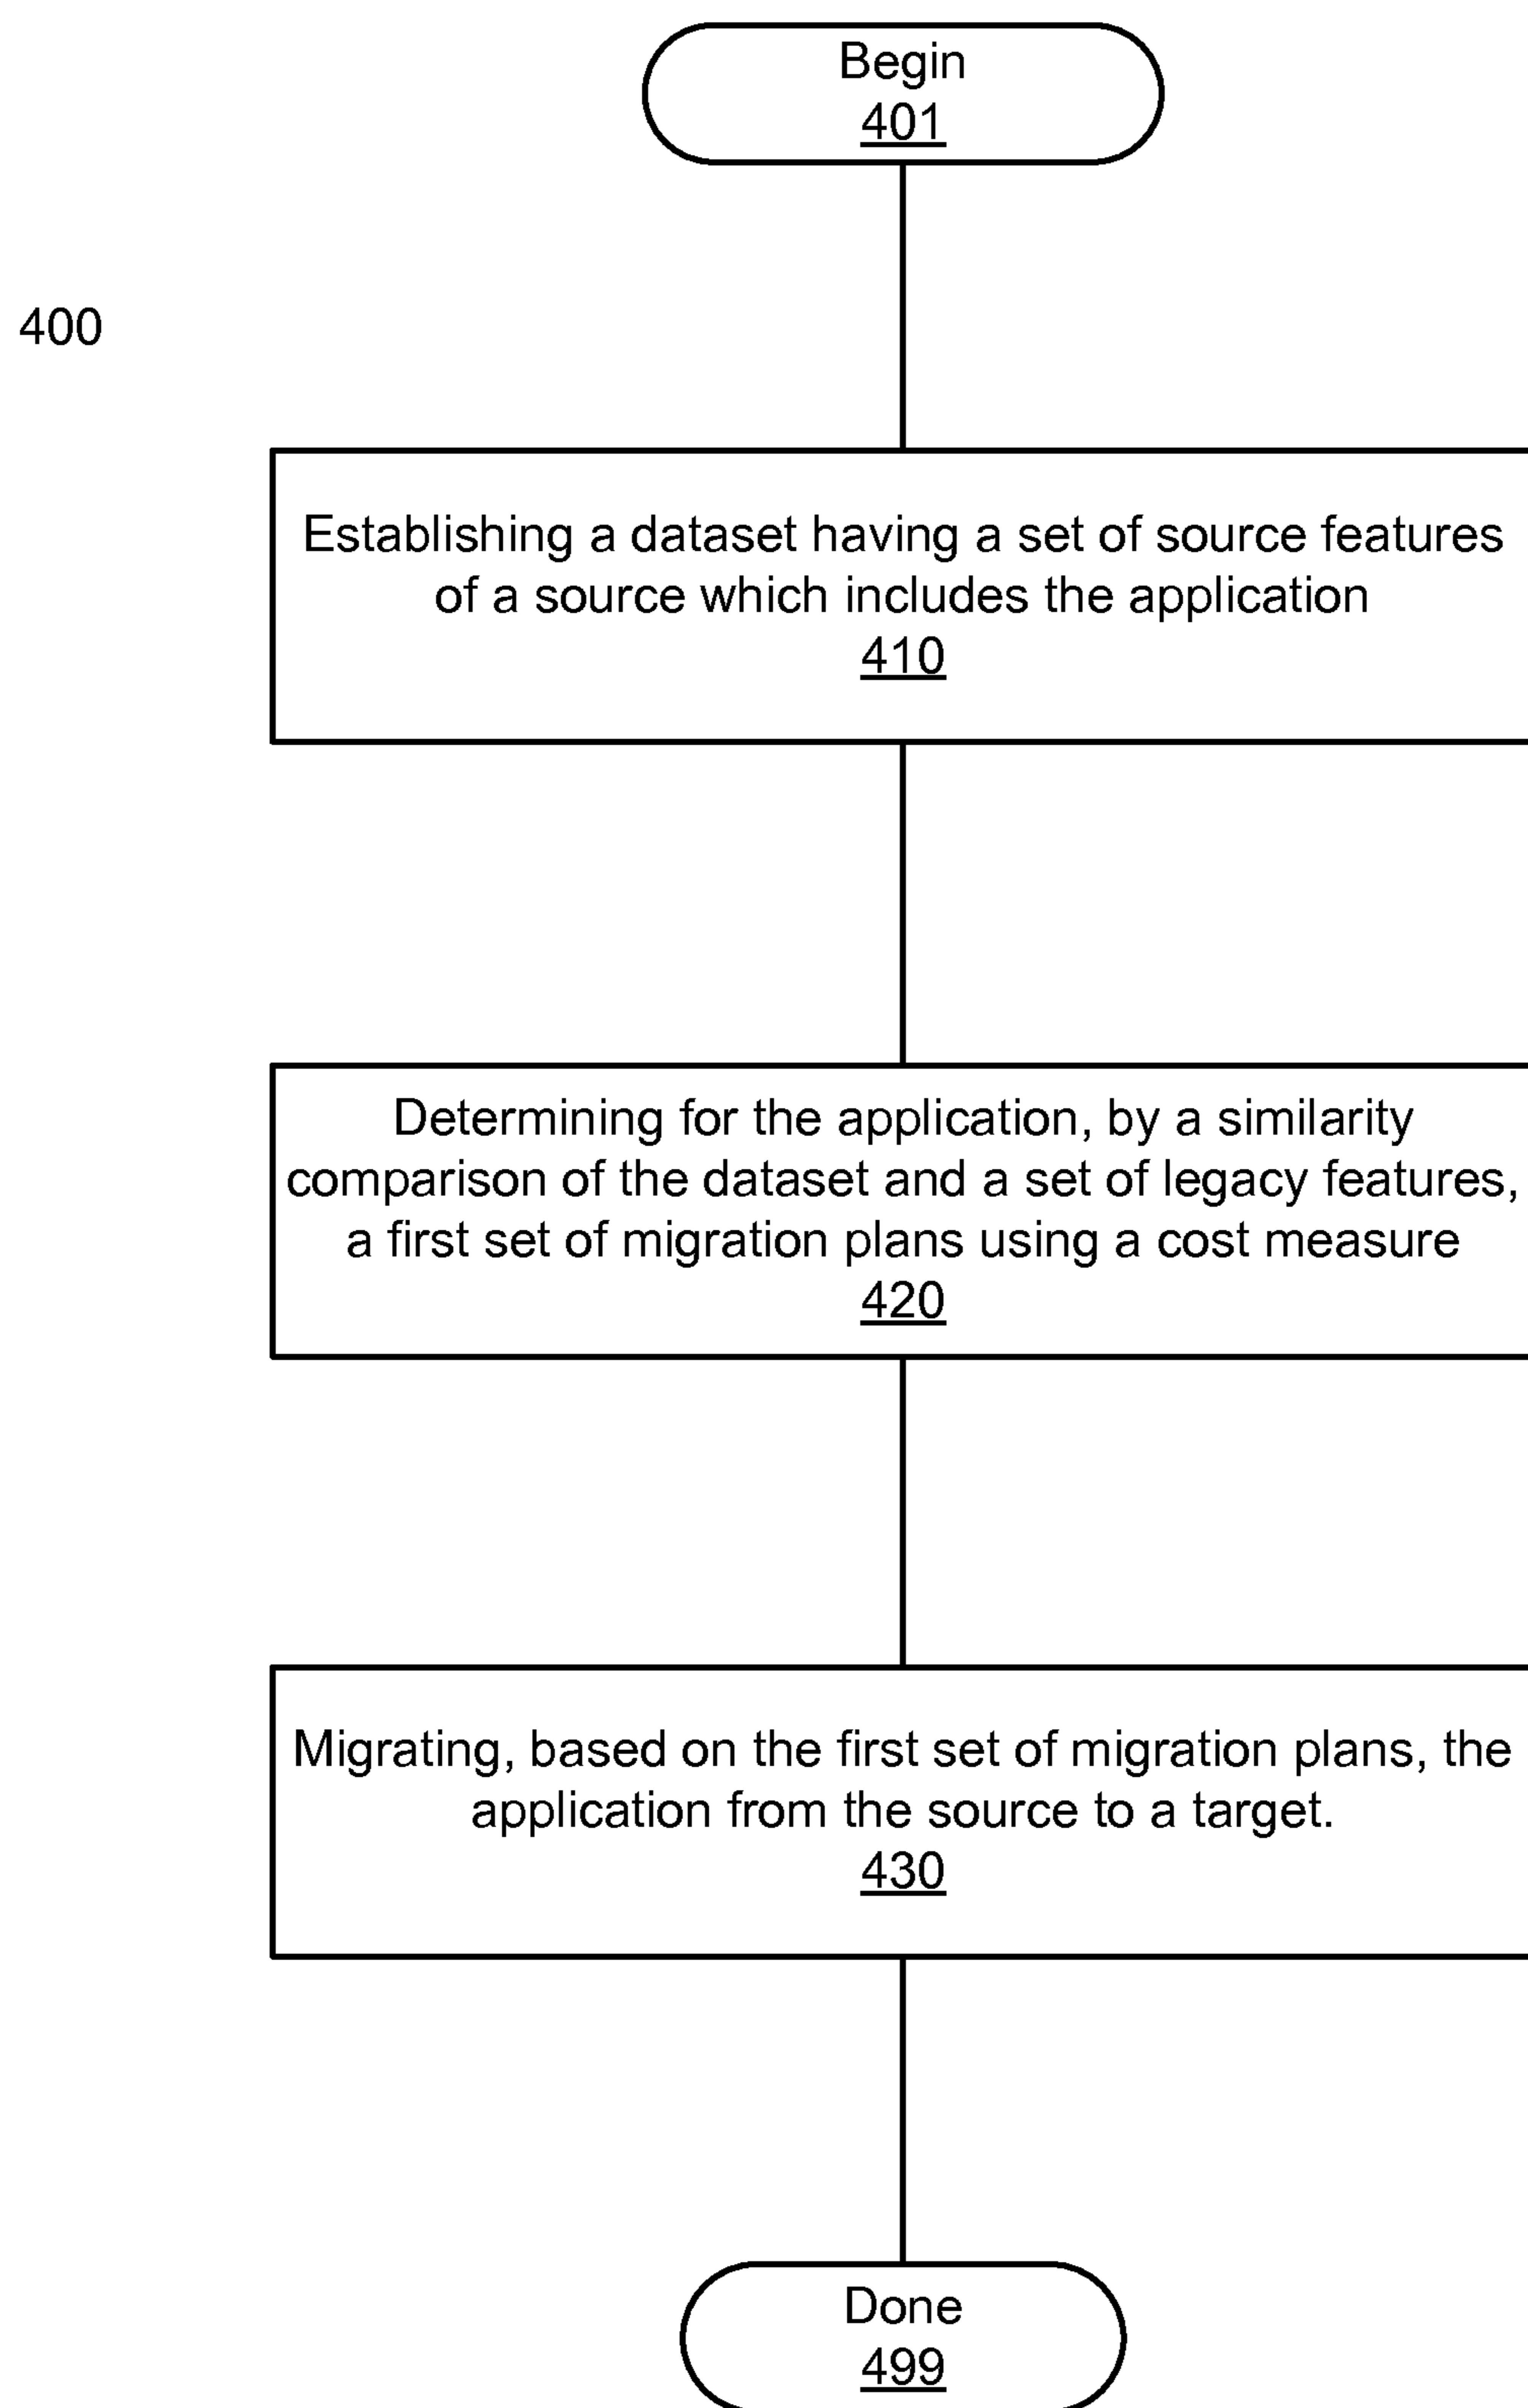 Begin
401
400
Establishing a dataset having a set of source features
of a source which includes the application
410
Determining for the application, by a similarity
comparison of the dataset and a set of legacy features,
a first set of migration plans using a cost measure
420
Migrating, based on the first set of migration plans, the
application from the source to a target.
430
Done
499